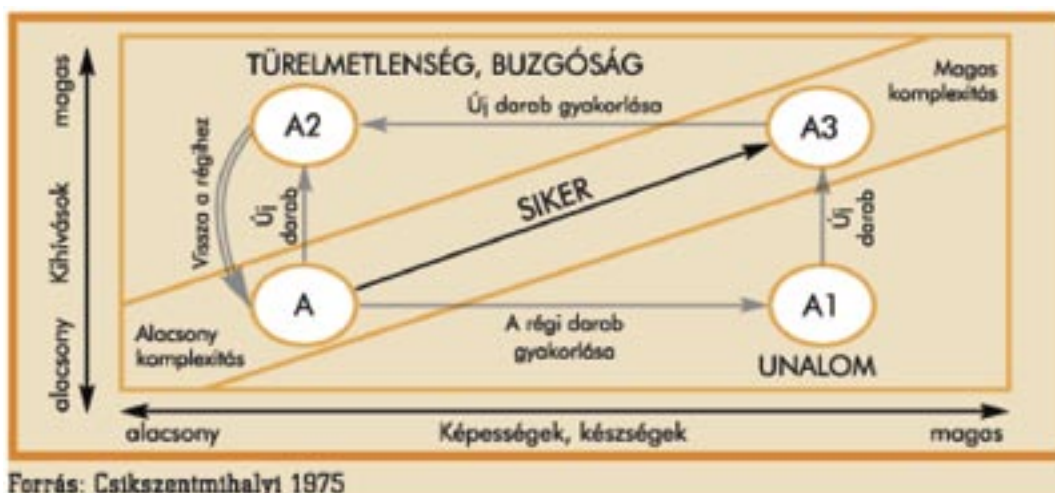 TÜRELMETLENSÉG, BUZGÓSÁG
Magas
komplexitás
Új darab gyakorlása
A2
A3
Vissza a régihez
Új
darab
SIKER
Új
darab
A
A1
Alacsony
komplexitás
A régi darab
gyakorlása
UNALOM
magas
Kihívások
alacsony
alacsony
Képességek, készségek
magas
Forrás: Csikszentmihalyi 1975